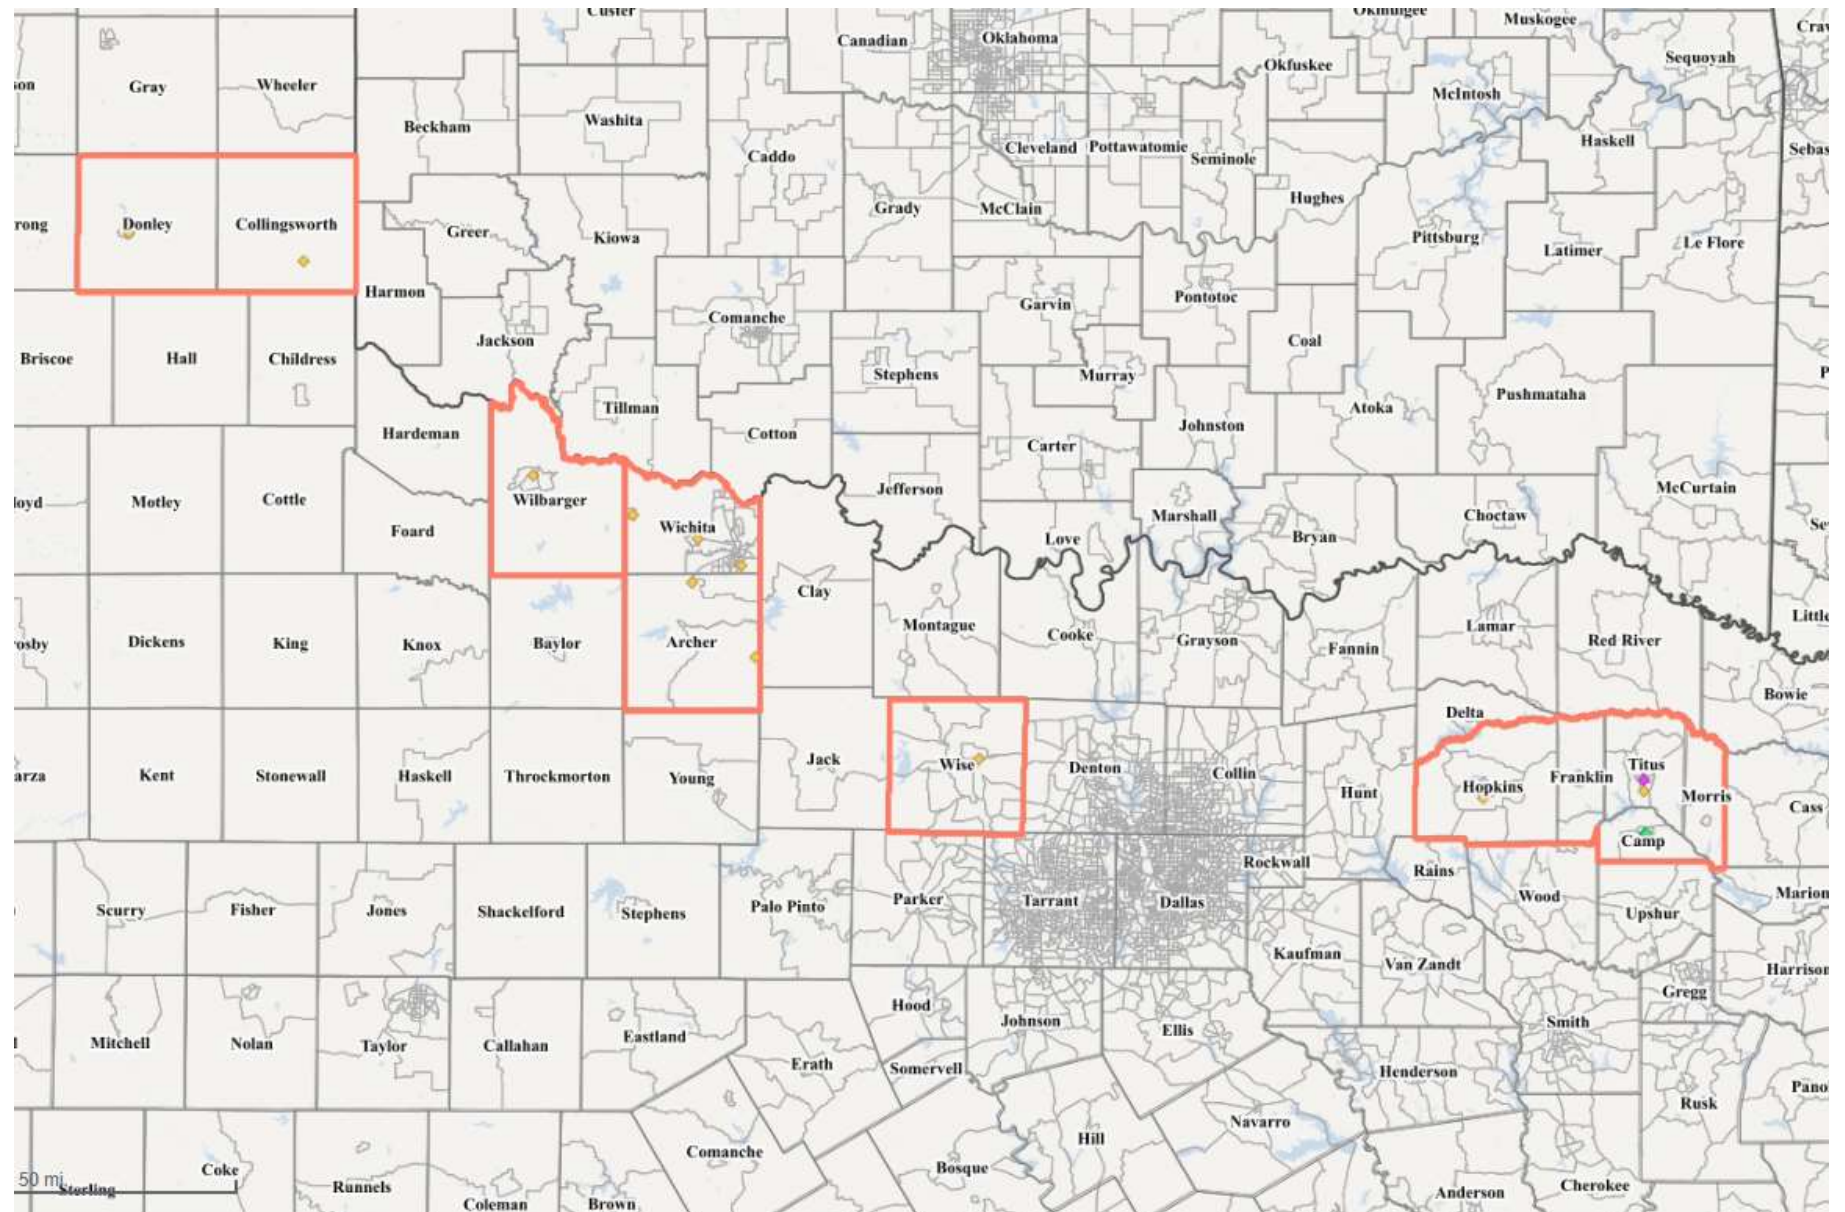 Custer
Okmulgee
Muskogee
Canadian
Oklahoma
Sequoyah
Okfuskee
Gray
Wheeler
McIntosh
Beckham
Washita
Haskell
Cleveland
Pottawatomie
Caddo
Seminole
Hughes
Grady
McClain
Donley
Collingsworth
Greer
Kiowa
Pittsburg
Latimer
Le Flore
Harmon
Garvin
Pontotoc
Comanche
Jackson
Coal
Briscoe
Hall
Childress
Stephens
Murray
Pushmataha
Tillman
Atoka
Hardeman
Cotton
Johnston
Carter
Motley
Cottle
Wilbarger
Jefferson
McCurtain
Wichita
Marshall
Choctaw
Foard
Love
Bryan
Clay
Montague
Lamar
Cooke
Dickens
King
Knox
Baylor
Archer
Grayson
Fannin
Red River
Bowie
Delta
Jack
Wise
Denton
Collin
Titus
Kent
Stonewall
Haskell
Throckmorton
Young
Franklin
Hopkins
Hunt
Morris
Cass
Camp
Rockwall
Rains
Parker
Tarrant
Dallas
Wood
Marion
Scurry
Fisher
Jones
Shackelford
Stephens
Palo Pinto
Upshur
Kaufman
Van Zandt
Harrison
Gregg
Hood
Johnson
Ellis
Smith
Mitchell
Nolan
Taylor
Callahan
Eastland
Erath
Somervell
Henderson
Rusk
Navarro
Hill
Comanche
Bosque
50 mi
Coke
Sterling
Runnels
Coleman
Brown
Anderson
Cherokee